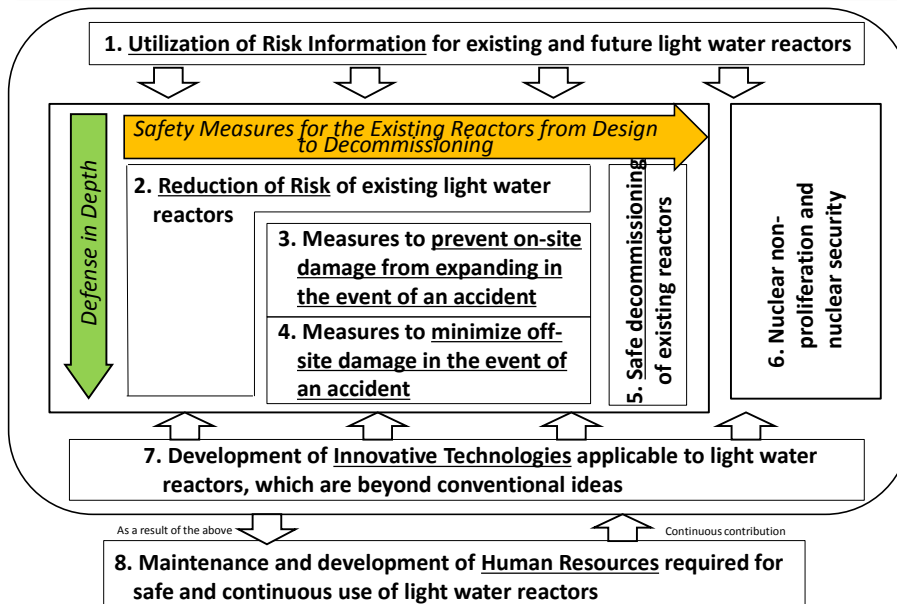 1. Utilization of Risk Information for existing and future light water reactors
Safety Measures for the Existing Reactors from Design
to Decommissioning
Defense in Depth
2. Reduction of Risk of existing light water
reactors
3. Measures to prevent on-site
damage from expanding in
the event of an accident
4. Measures to minimize off-
site damage in the event of
an accident
5. Safe decommissioning
of existing reactors
6. Nuclear non-
proliferation and
nuclear security
7. Development of Innovative Technologies applicable to light water
reactors, which are beyond conventional ideas
As a result of the above
Continuous contribution
8. Maintenance and development of Human Resources required for
safe and continuous use of light water reactors